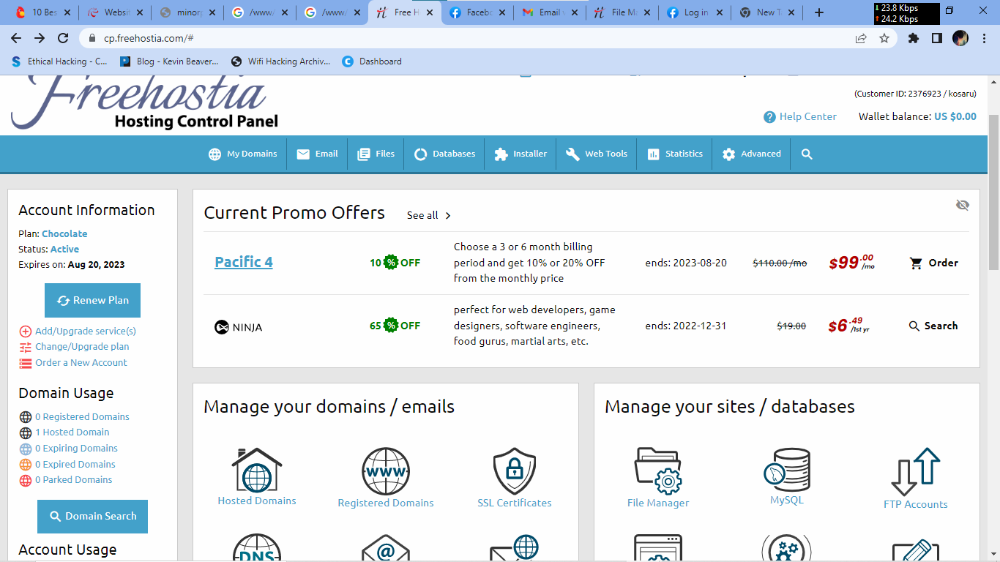 10 Bes
Websit
minorp
/www/
/www/
Free H
Facebo
Email v
File Ma
Log in
New Ta
23.8 Kbps
24.2 Kbps
cp.freehostia.com/#
Ethical Hacking - C...
Blog - Kevin Beaver...
Wifi Hacking Archiv...
Dashboard
Freehostia
Hosting Control Panel
(Customer ID: 2376923 / kosaru)
Help Center
Wallet balance: US $0.00
My Domains
Email
Files
Databases
Installer
Web Tools
Statistics
Advanced
Account Information
Plan: Chocolate
Status: Active
Expires on: Aug 20, 2023
Renew Plan
Add/Upgrade service(s)
Change/Upgrade plan
Order a New Account
Domain Usage
0 Registered Domains
1 Hosted Domain
0 Expiring Domains
0 Expired Domains
0 Parked Domains
Domain Search
Account Usage
Current Promo Offers
See all
Pacific 4
10 % OFF
Choose a 3 or 6 month billing
period and get 10% or 20% OFF
from the monthly price
ends: 2023-08-20
$110.00 /mo
$99.00 /mo
Order
NINJA
65 % OFF
perfect for web developers, game
designers, software engineers,
food gurus, martial arts, etc.
ends: 2022-12-31
$19.00
$6.49 /1st yr
Search
Manage your domains / emails
Hosted Domains
WWW
Registered Domains
SSL Certificates
DNS
@
Manage your sites / databases
File Manager
MySQL
FTP Accounts